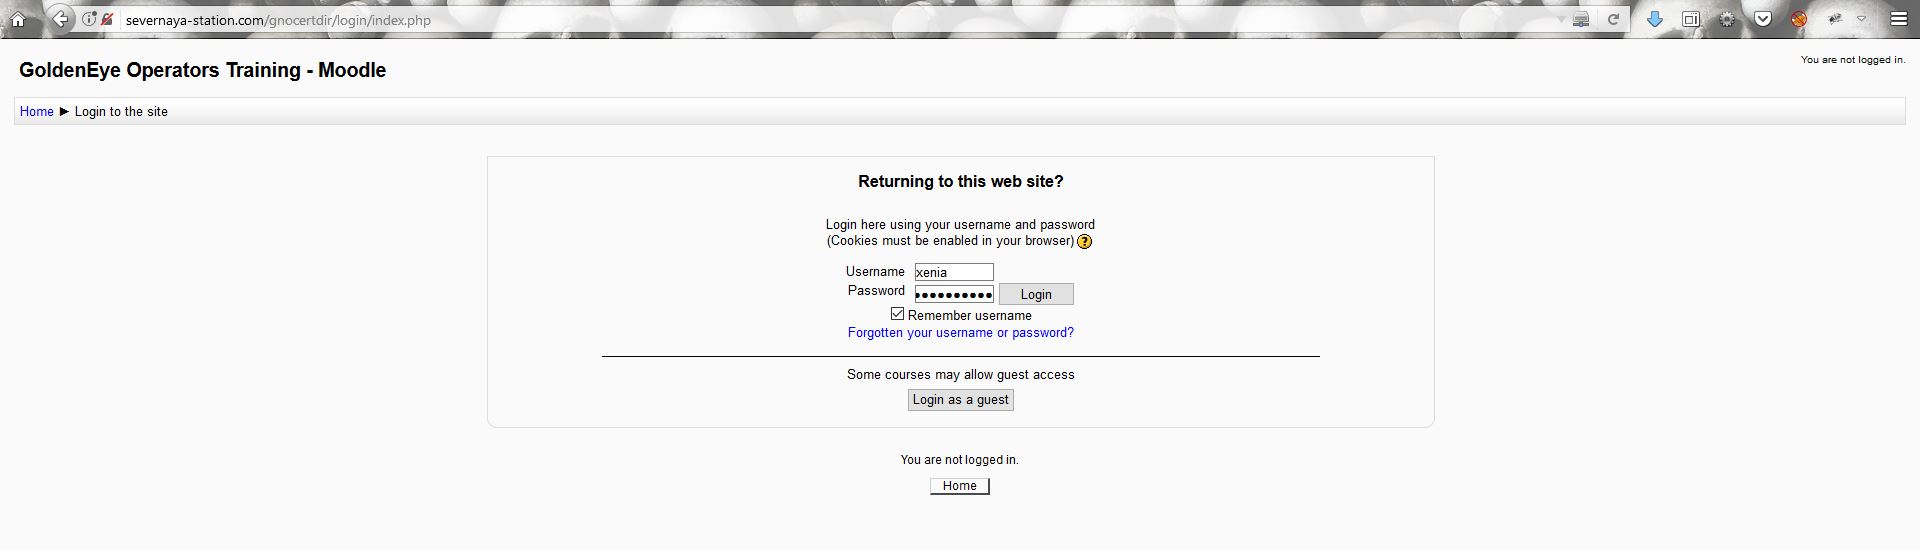 severnaya-station.com/gnocertdir/login/index.php
GoldenEye Operators Training - Moodle
You are not logged in.
Home ► Login to the site
Returning to this web site?
Login here using your username and password
(Cookies must be enabled in your browser) ?
Username xenia
Password ●●●●●●●●●● Login
Remember username
Forgotten your username or password?
Some courses may allow guest access
Login as a guest
You are not logged in.
Home